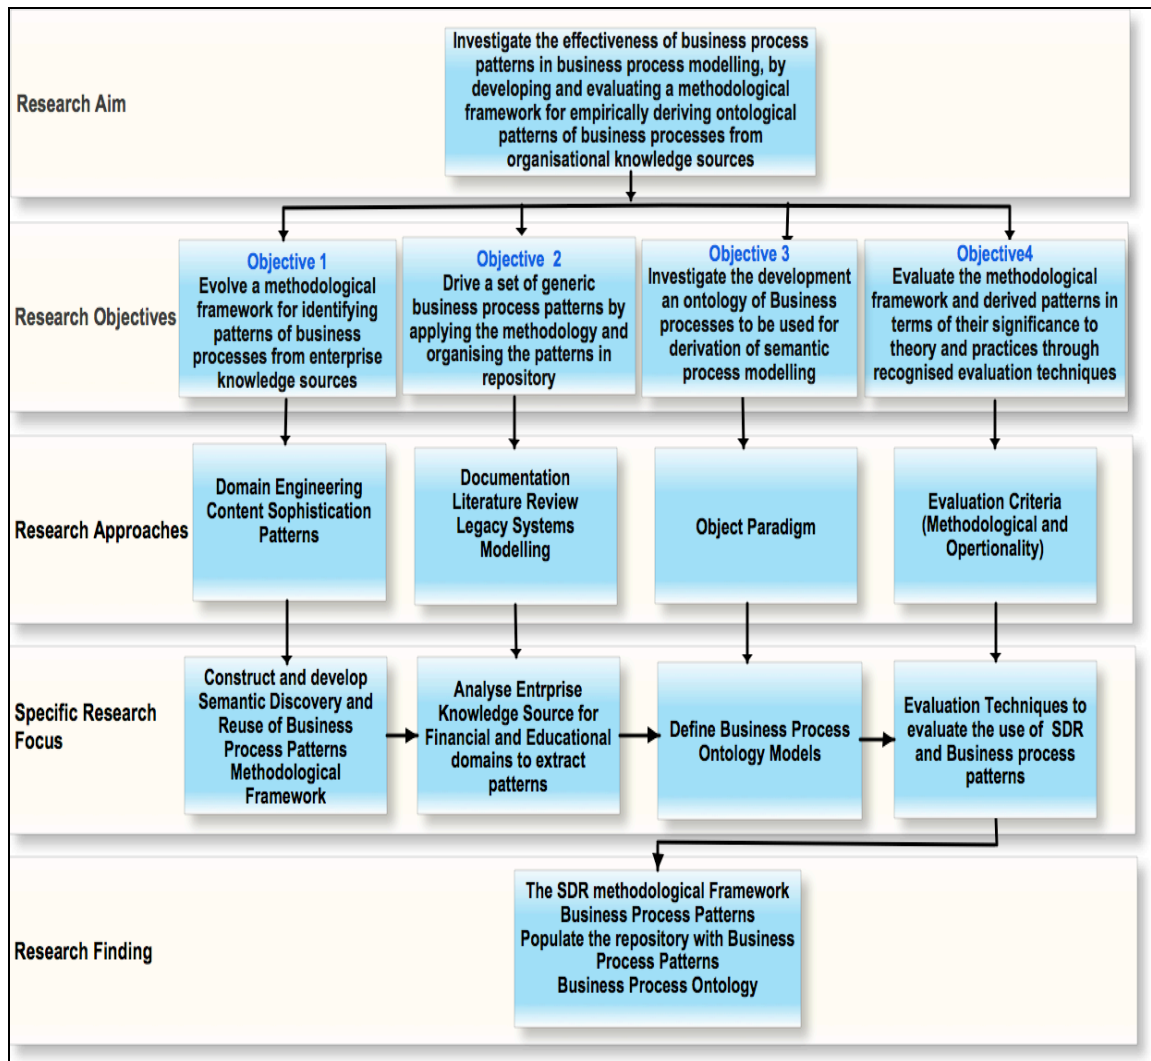 Research Aim
Investigate the effectiveness of business process
patterns in business process modelling, by
developing and evaluating a methodological
framework for empirically deriving ontological
patterns of business processes from
organisational knowledge sources
Research Objectives
Objective 1
Evolve a methodological
framework for identifying
patterns of business
processes from enterprise
knowledge sources
Objective 2
Drive a set of generic
business process patterns by
applying the methodology and
organising the patterns in
repository
Objective 3
Investigate the development
an ontology of Business
processes to be used for
derivation of semantic
process modelling
Objective4
Evaluate the methodological
framework and derived patterns in
terms of their significance to
theory and practices through
recognised evaluation techniques
Research Approaches
Domain Engineering
Content Sophistication
Patterns
Documentation
Literature Review
Legacy Systems
Modelling
Object Paradigm
Evaluation Criteria
(Methodological and
Opertionality)
Specific Research
Focus
Construct and develop
Semantic Discovery and
Reuse of Business
Process Patterns
Methodological
Framework
Analyse Entrprise
Knowledge Source for
Financial and Educational
domains to extract
patterns
Define Business Process
Ontology Models
Evaluation Techniques to
evaluate the use of SDR
and Business process
patterns
Research Finding
The SDR methodological Framework
Business Process Patterns
Populate the repository with Business
Process Patterns
Business Process Ontology